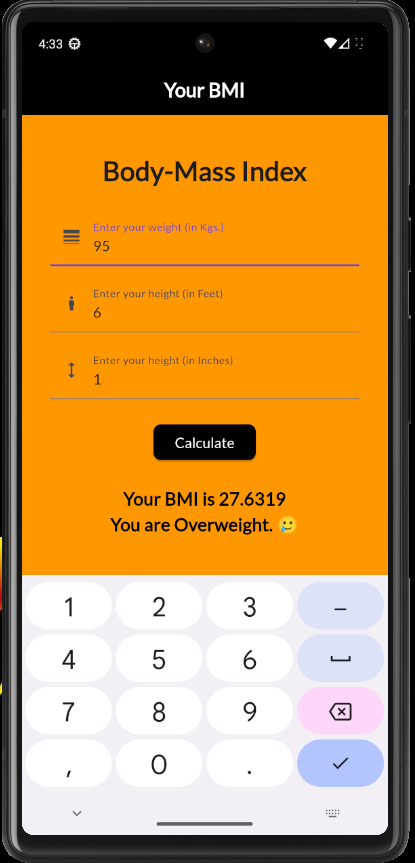 4:33
Your BMI
Body-Mass Index
Enter your weight (in Kgs.)
95
Enter your height (in Feet)
6
Enter your height (in Inches)
1
Calculate
Your BMI is 27.6319
You are Overweight. 🥲
1 2 3 –
4 5 6
7 8 9
, 0 .